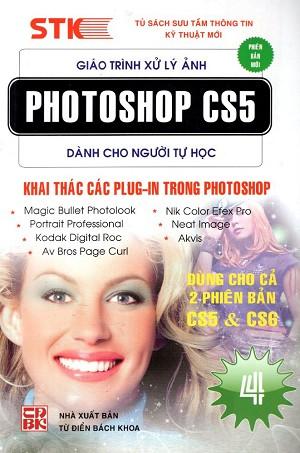 STK
TỦ SÁCH SƯU TẦM THÔNG TIN
KỸ THUẬT MỚI
PHIÊN
BẢN
MỚI
GIÁO TRÌNH XỬ LÝ ẢNH
PHOTOSHOP CS5
DÀNH CHO NGƯỜI TỰ HỌC
KHAI THÁC CÁC PLUG-IN TRONG PHOTOSHOP
Magic Bullet Photolook
Portrait Professional
Kodak Digital Roc
Av Bros Page Curl
Nik Color Efex Pro
Neat Image
Akvis
DÙNG CHO CẢ
2 PHIÊN BẢN
CS5 & CS6
4
NHÀ XUẤT BẢN
TỪ ĐIỂN BÁCH KHOA